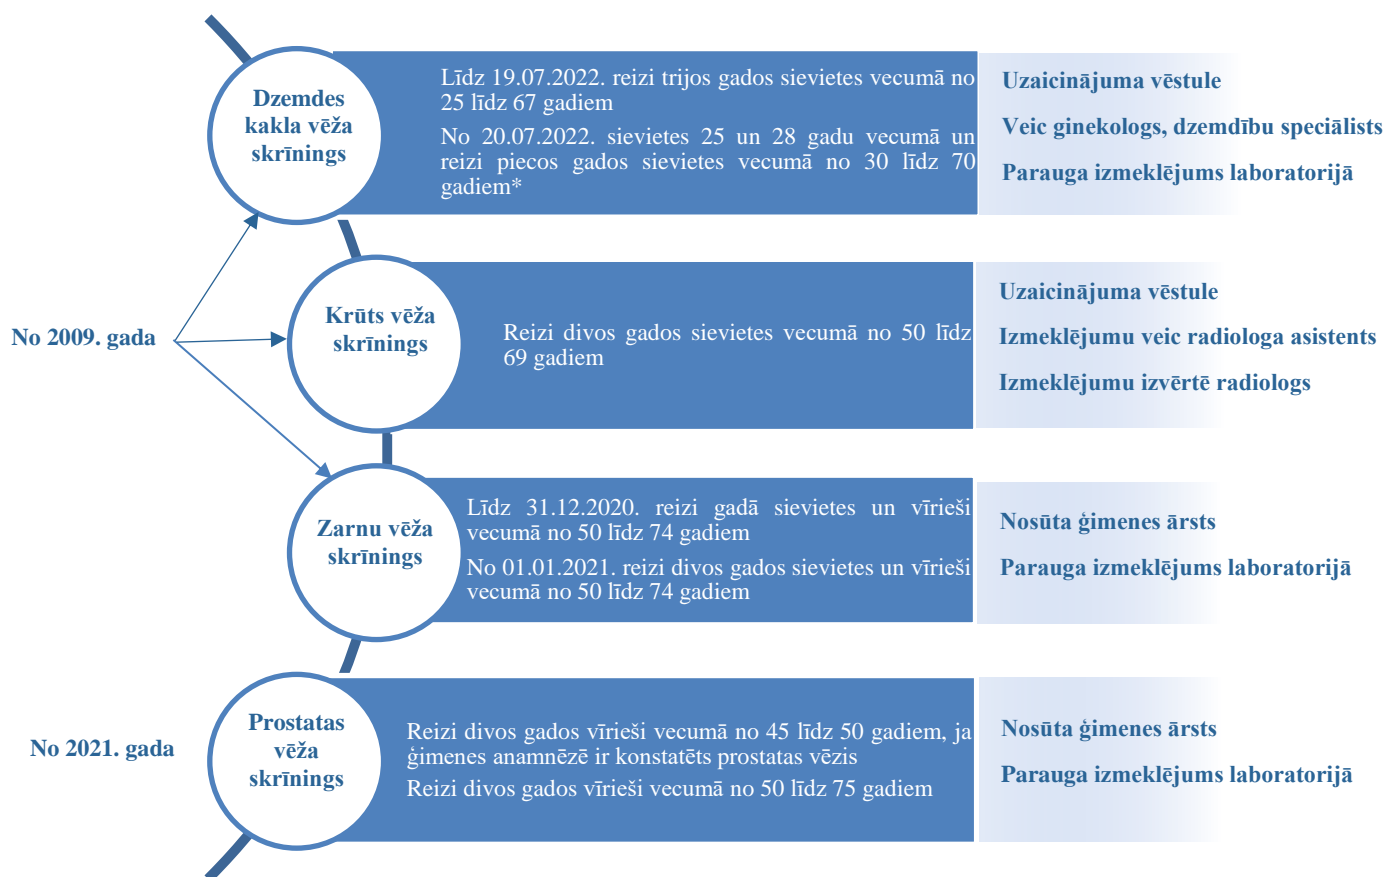 Dzemdes
kakla vēža
skrīnings
Līdz 19.07.2022. reizi trijos gados sievietes vecumā no
25 līdz 67 gadiem
No 20.07.2022. sievietes 25 un 28 gadu vecumā un
reizi piecos gados sievietes vecumā no 30 līdz 70
gadiem*
Uzaicinājuma vēstule
Veic ginekologs, dzemdību speciālists
Parauga izmeklējums laboratorijā
No 2009. gada
Krūts vēža
skrīnings
Reizi divos gados sievietes vecumā no 50 līdz
69 gadiem
Uzaicinājuma vēstule
Izmeklējumu veic radiologa asistents
Izmeklējumu izvērtē radiologs
Zarnu vēža
skrīnings
Līdz 31.12.2020. reizi gadā sievietes un vīrieši
vecumā no 50 līdz 74 gadiem
No 01.01.2021. reizi divos gados sievietes un vīrieši
vecumā no 50 līdz 74 gadiem
Nosūta ģimenes ārsts
Parauga izmeklējums laboratorijā
No 2021. gada
Prostatas
vēža
skrīnings
Reizi divos gados vīrieši vecumā no 45 līdz 50 gadiem, ja
ģimenes anamnēzē ir konstatēts prostatas vēzis
Reizi divos gados vīrieši vecumā no 50 līdz 75 gadiem
Nosūta ģimenes ārsts
Parauga izmeklējums laboratorijā